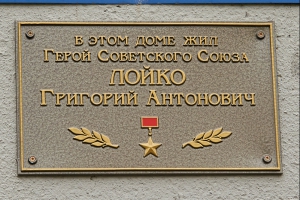 В ЭТОМ ДОМЕ ЖИЛ
ГЕРОЙ СОВЕТСКОГО СОЮЗА
ЛОЙКО
ГРИГОРИЙ АНТОНОВИЧ